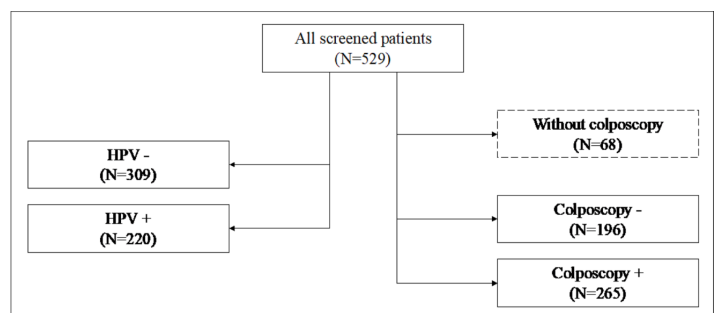 All screened patients
(N=529)
Without colposcopy
(N=68)
HPV -
(N=309)
HPV +
(N=220)
Colposcopy -
(N=196)
Colposcopy +
(N=265)